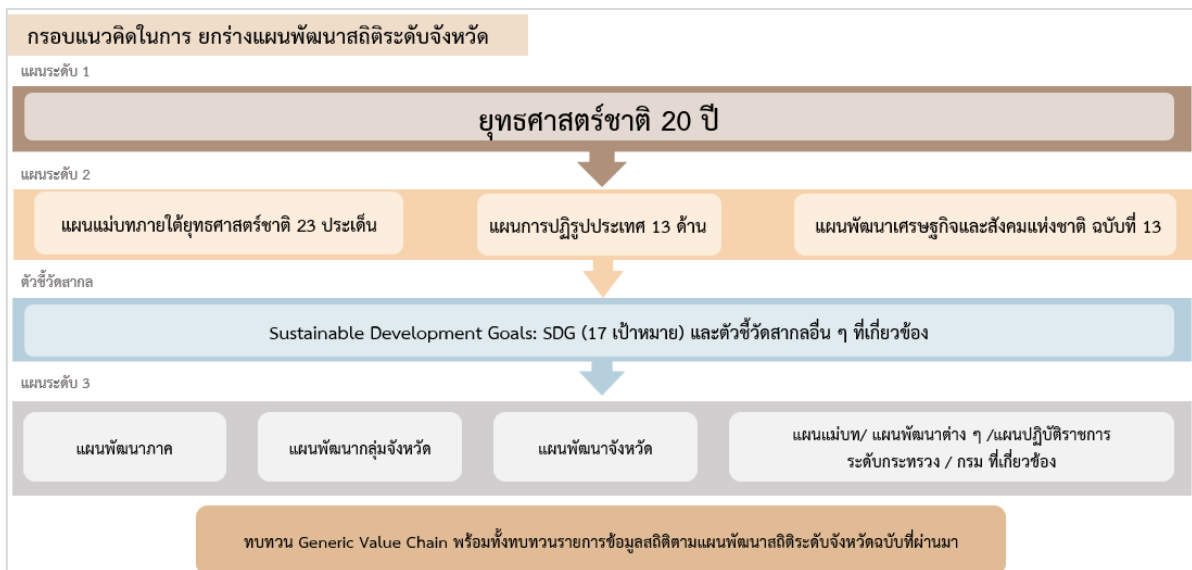 กรอบแนวคิดในการ ยกร่างแผนพัฒนาสถิติระดับจังหวัด
แผนระดับ 1
ยุทธศาสตร์ชาติ 20 ปี
แผนระดับ 2
แผนแม่บทภายใต้ยุทธศาสตร์ชาติ 23 ประเด็น
แผนการปฏิรูปประเทศ 13 ด้าน
แผนพัฒนาเศรษฐกิจและสังคมแห่งชาติ ฉบับที่ 13
ตัวชี้วัดสากล
Sustainable Development Goals: SDG (17 เป้าหมาย) และตัวชี้วัดสากลอื่น ๆ ที่เกี่ยวข้อง
แผนระดับ 3
แผนพัฒนาภาค
แผนพัฒนากลุ่มจังหวัด
แผนพัฒนาจังหวัด
แผนแม่บท/ แผนพัฒนาต่าง ๆ /แผนปฏิบัติราชการ
ระดับกระทรวง / กรม ที่เกี่ยวข้อง
ทบทวน Generic Value Chain พร้อมทั้งทบทวนรายการข้อมูลสถิติตามแผนพัฒนาสถิติระดับจังหวัดฉบับที่ผ่านมา